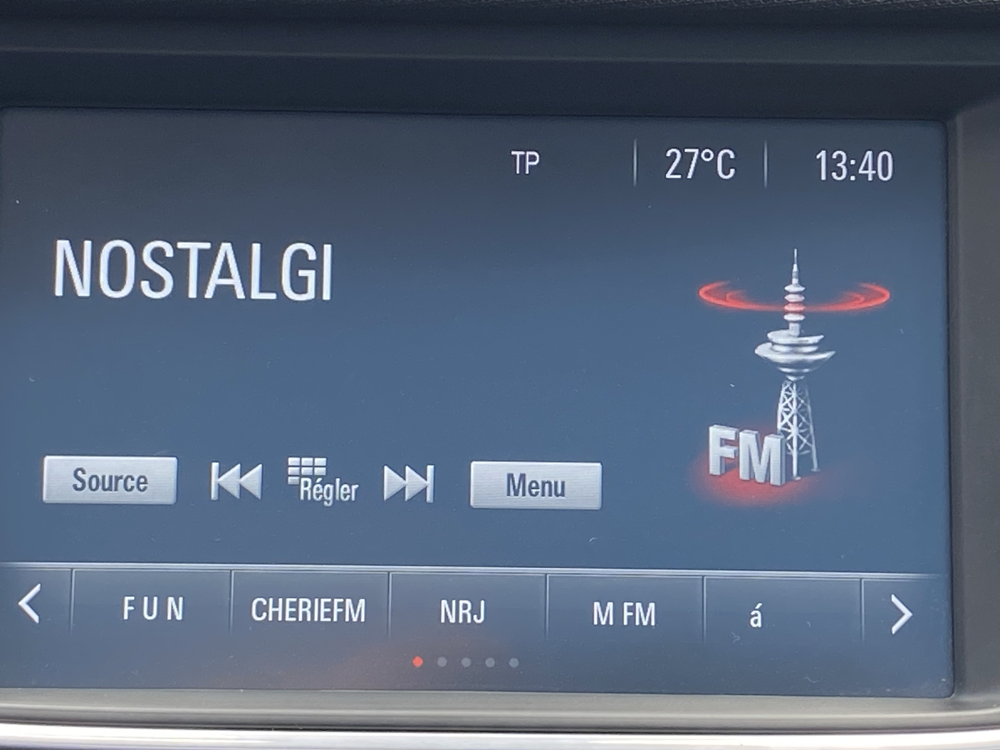 TP 27°C 13:40
NOSTALGI
FM
Source Régler Menu
F U N CHERIEFM NRJ M FM á